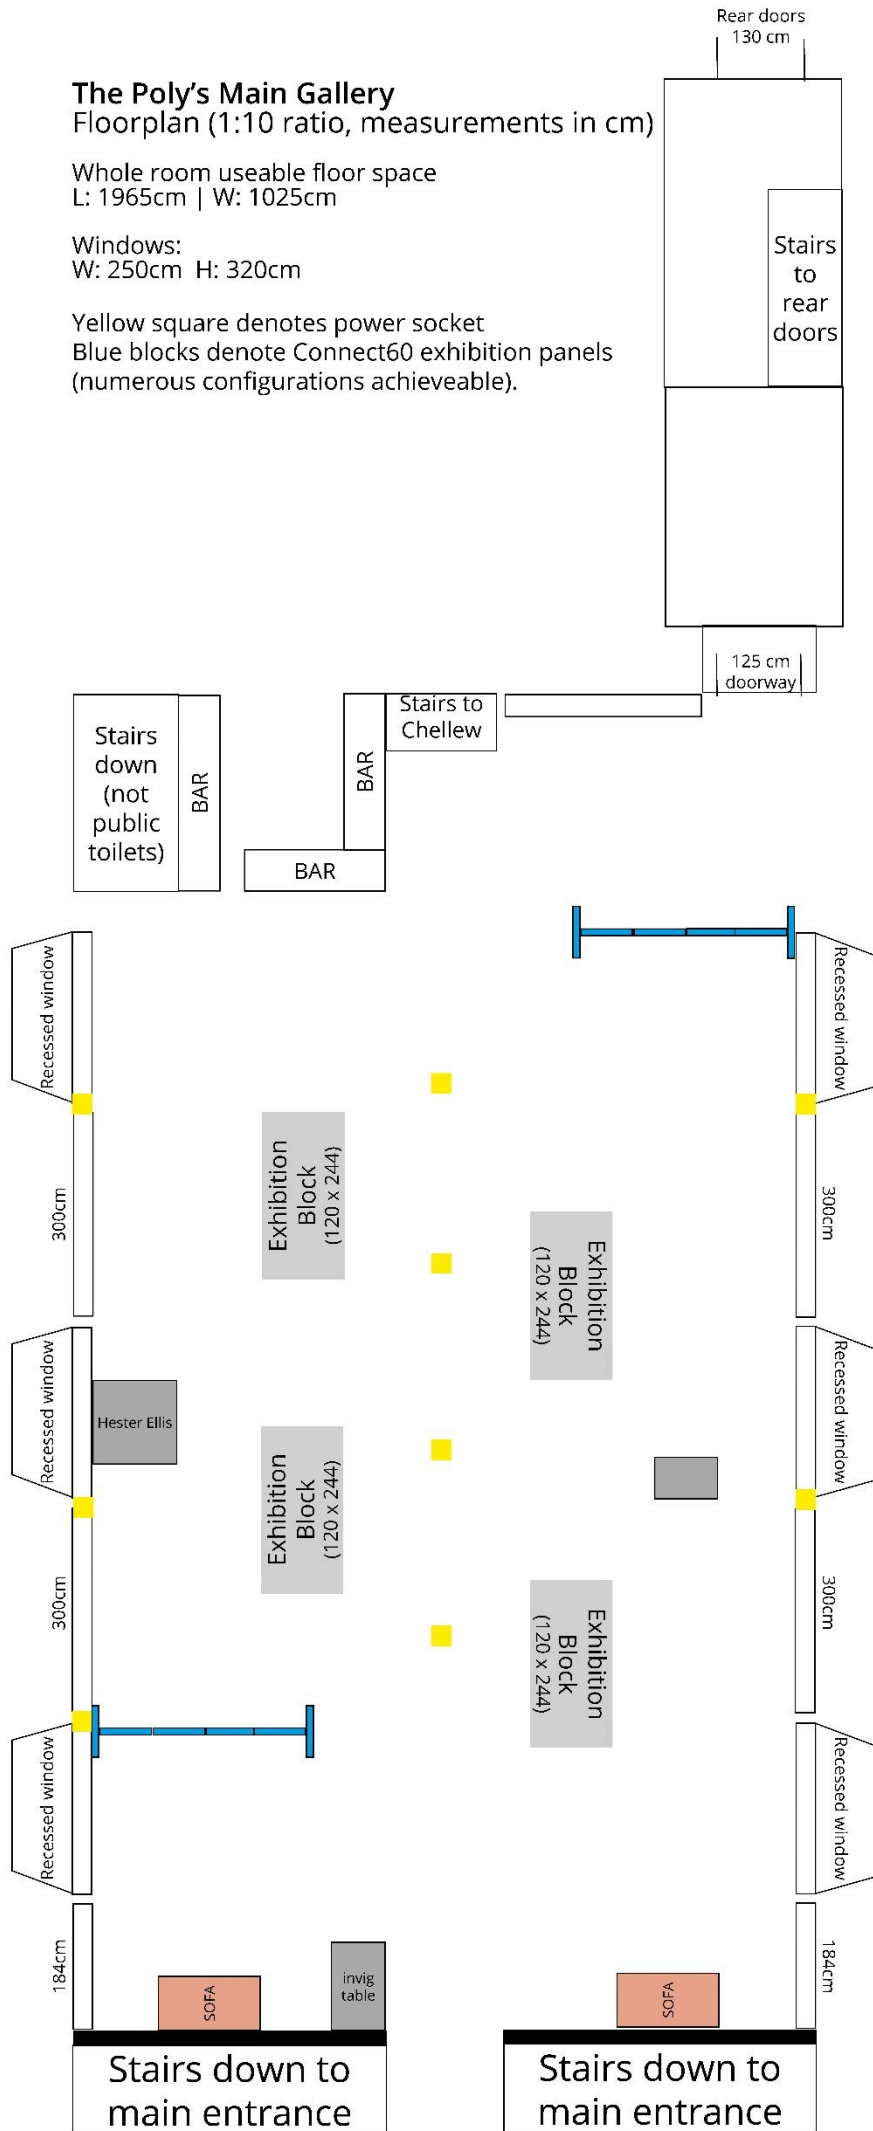 Rear doors
130 cm
The Poly's Main Gallery
Floorplan (1:10 ratio, measurements in cm)
Whole room useable floor space
L: 1965cm | W: 1025cm
Windows:
W: 250cm  H: 320cm
Yellow square denotes power socket
Blue blocks denote Connect60 exhibition panels
(numerous configurations achieveable).
Stairs
to
rear
doors
125 cm
doorway
Stairs
down
(not
public
toilets)
BAR
BAR
BAR
Stairs to
Chellew
Recessed window
Recessed window
300cm
Exhibition
Block
(120 x 244)
Exhibition
Block
(120 x 244)
300cm
Recessed window
Hester Ellis
Recessed window
Exhibition
Block
(120 x 244)
300cm
Exhibition
Block
(120 x 244)
300cm
Recessed window
Recessed window
184cm
SOFA
invig
table
SOFA
184cm
Stairs down to
main entrance
Stairs down to
main entrance